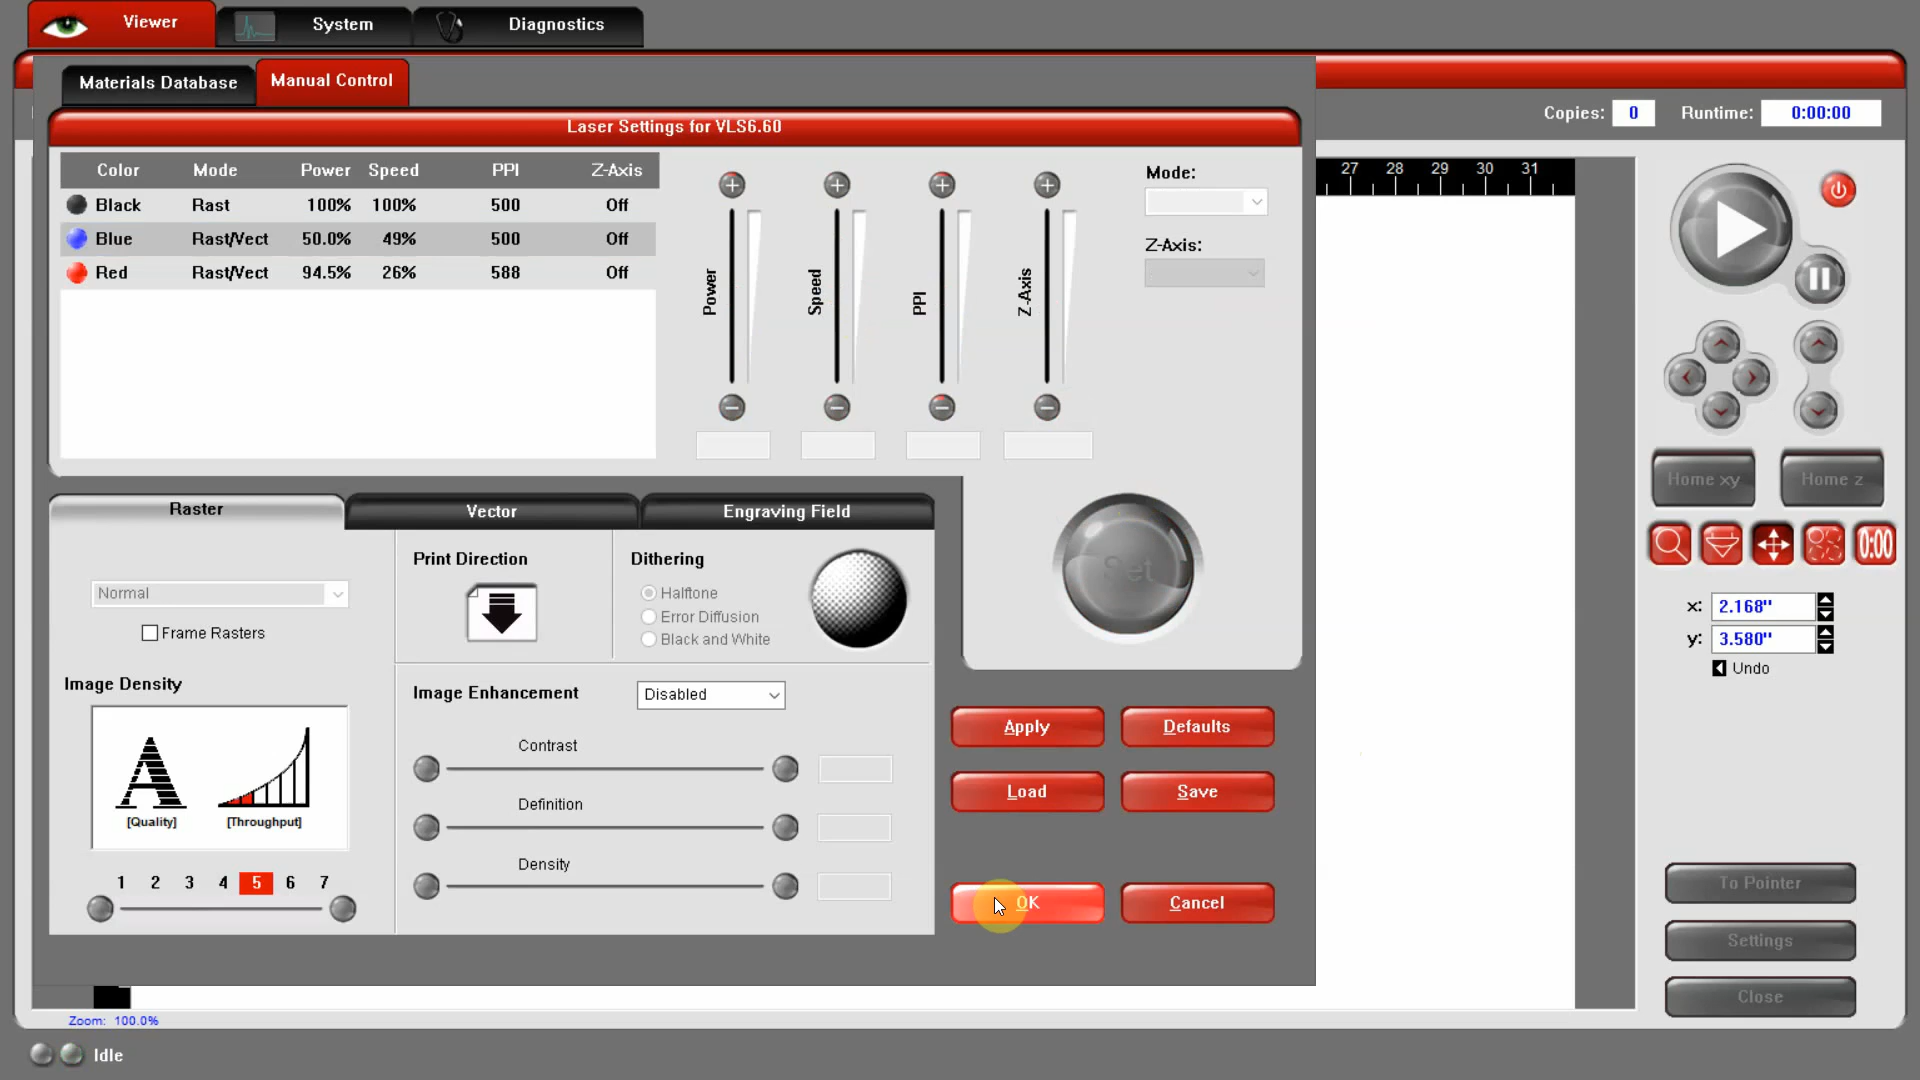 Viewer System Diagnostics
Materials Database Manual Control
Laser Settings for VLS6.60
Copies: 0 Runtime: 0:00:00
Color Mode Power Speed PPI Z-Axis
Black Rast 100% 100% 500 Off
Blue Rast/Vect 50.0% 49% 500 Off
Red Rast/Vect 94.5% 26% 588 Off
Power Speed PPI Z-Axis
Mode:
Z-Axis:
27 28 29 30 31
Home xy Home z
0:00
x: 2.168"
y: 3.580"
Undo
To Pointer
Settings
Close
Raster Vector Engraving Field
Normal
Frame Rasters
Print Direction
Dithering
Halftone
Error Diffusion
Black and White
Set
Image Density
A
[Quality] [Throughput]
1 2 3 4 5 6 7
Image Enhancement Disabled
Contrast
Definition
Density
Apply Defaults
Load Save
OK Cancel
Zoom: 100.0%
Idle